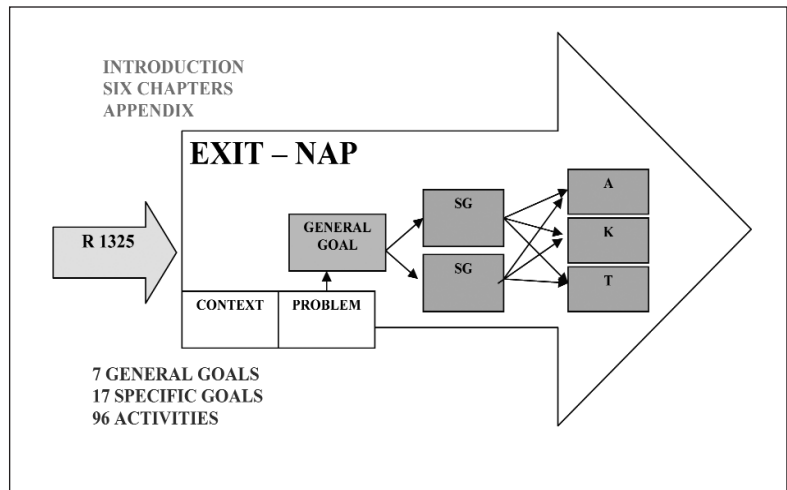 INTRODUCTION
SIX CHAPTERS
APPENDIX
EXIT – NAP
R 1325
GENERAL
GOAL
SG
SG
A
K
T
CONTEXT
PROBLEM
7 GENERAL GOALS
17 SPECIFIC GOALS
96 ACTIVITIES